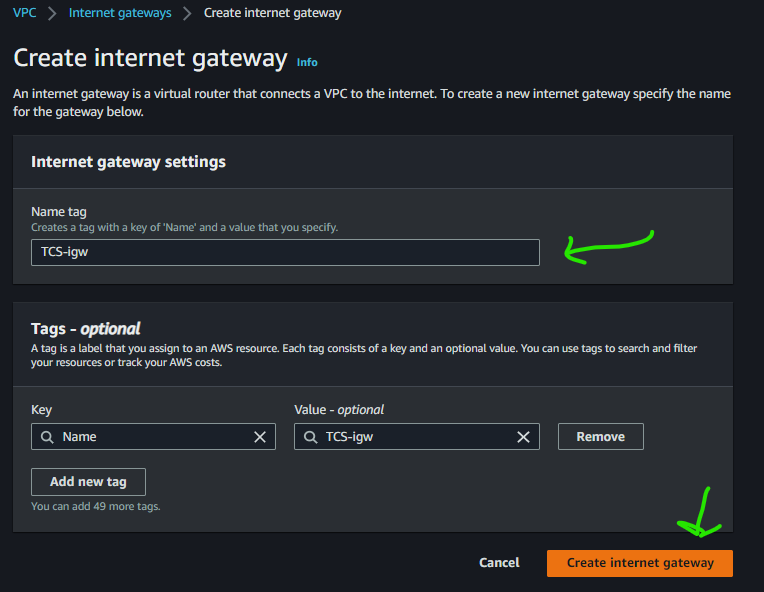 VPC > Internet gateways > Create internet gateway
Create internet gateway Info
An internet gateway is a virtual router that connects a VPC to the internet. To create a new internet gateway specify the name
for the gateway below.
Internet gateway settings
Name tag
Creates a tag with a key of 'Name' and a value that you specify.
TCS-igw
Tags - optional
A tag is a label that you assign to an AWS resource. Each tag consists of a key and an optional value. You can use tags to search and filter
your resources or track your AWS costs.
Key Value - optional
Name TCS-igw Remove
Add new tag
You can add 49 more tags.
Cancel Create internet gateway